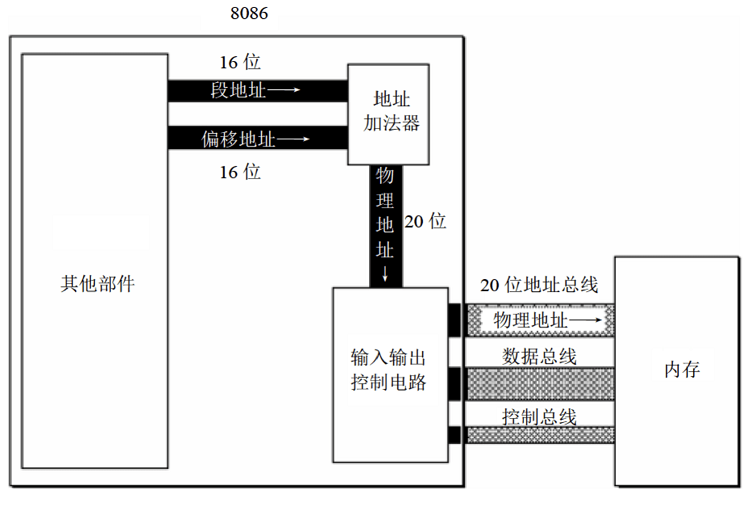 8086
16 位
段地址
偏移地址
16 位
地址
加法器
物
理
地
址
20 位
其他部件
输入输出
控制电路
20 位地址总线
物理地址
数据总线
控制总线
内存